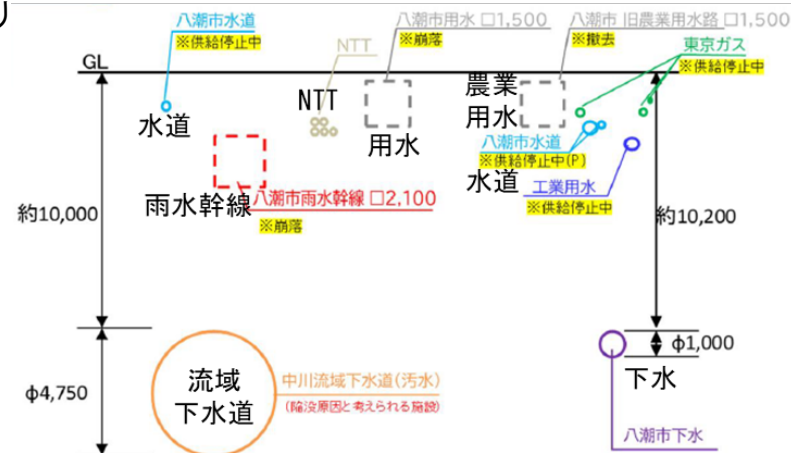 八潮市水道
※供給停止中
NTT
八潮市用水 □1,500
※崩落
八潮市 旧農業用水路 □1,500
※撤去
東京ガス
※供給停止中
GL
水道
NTT
用水
農業
用水
八潮市水道
※供給停止中(P)
水道
工業用水
※供給停止中
雨水幹線
八潮市雨水幹線 □2,100
※崩落
約10,000
約10,200
流域
下水道
中川流域下水道(汚水)
(陥没原因と考えられる施設)
φ4,750
φ1,000
下水
八潮市下水